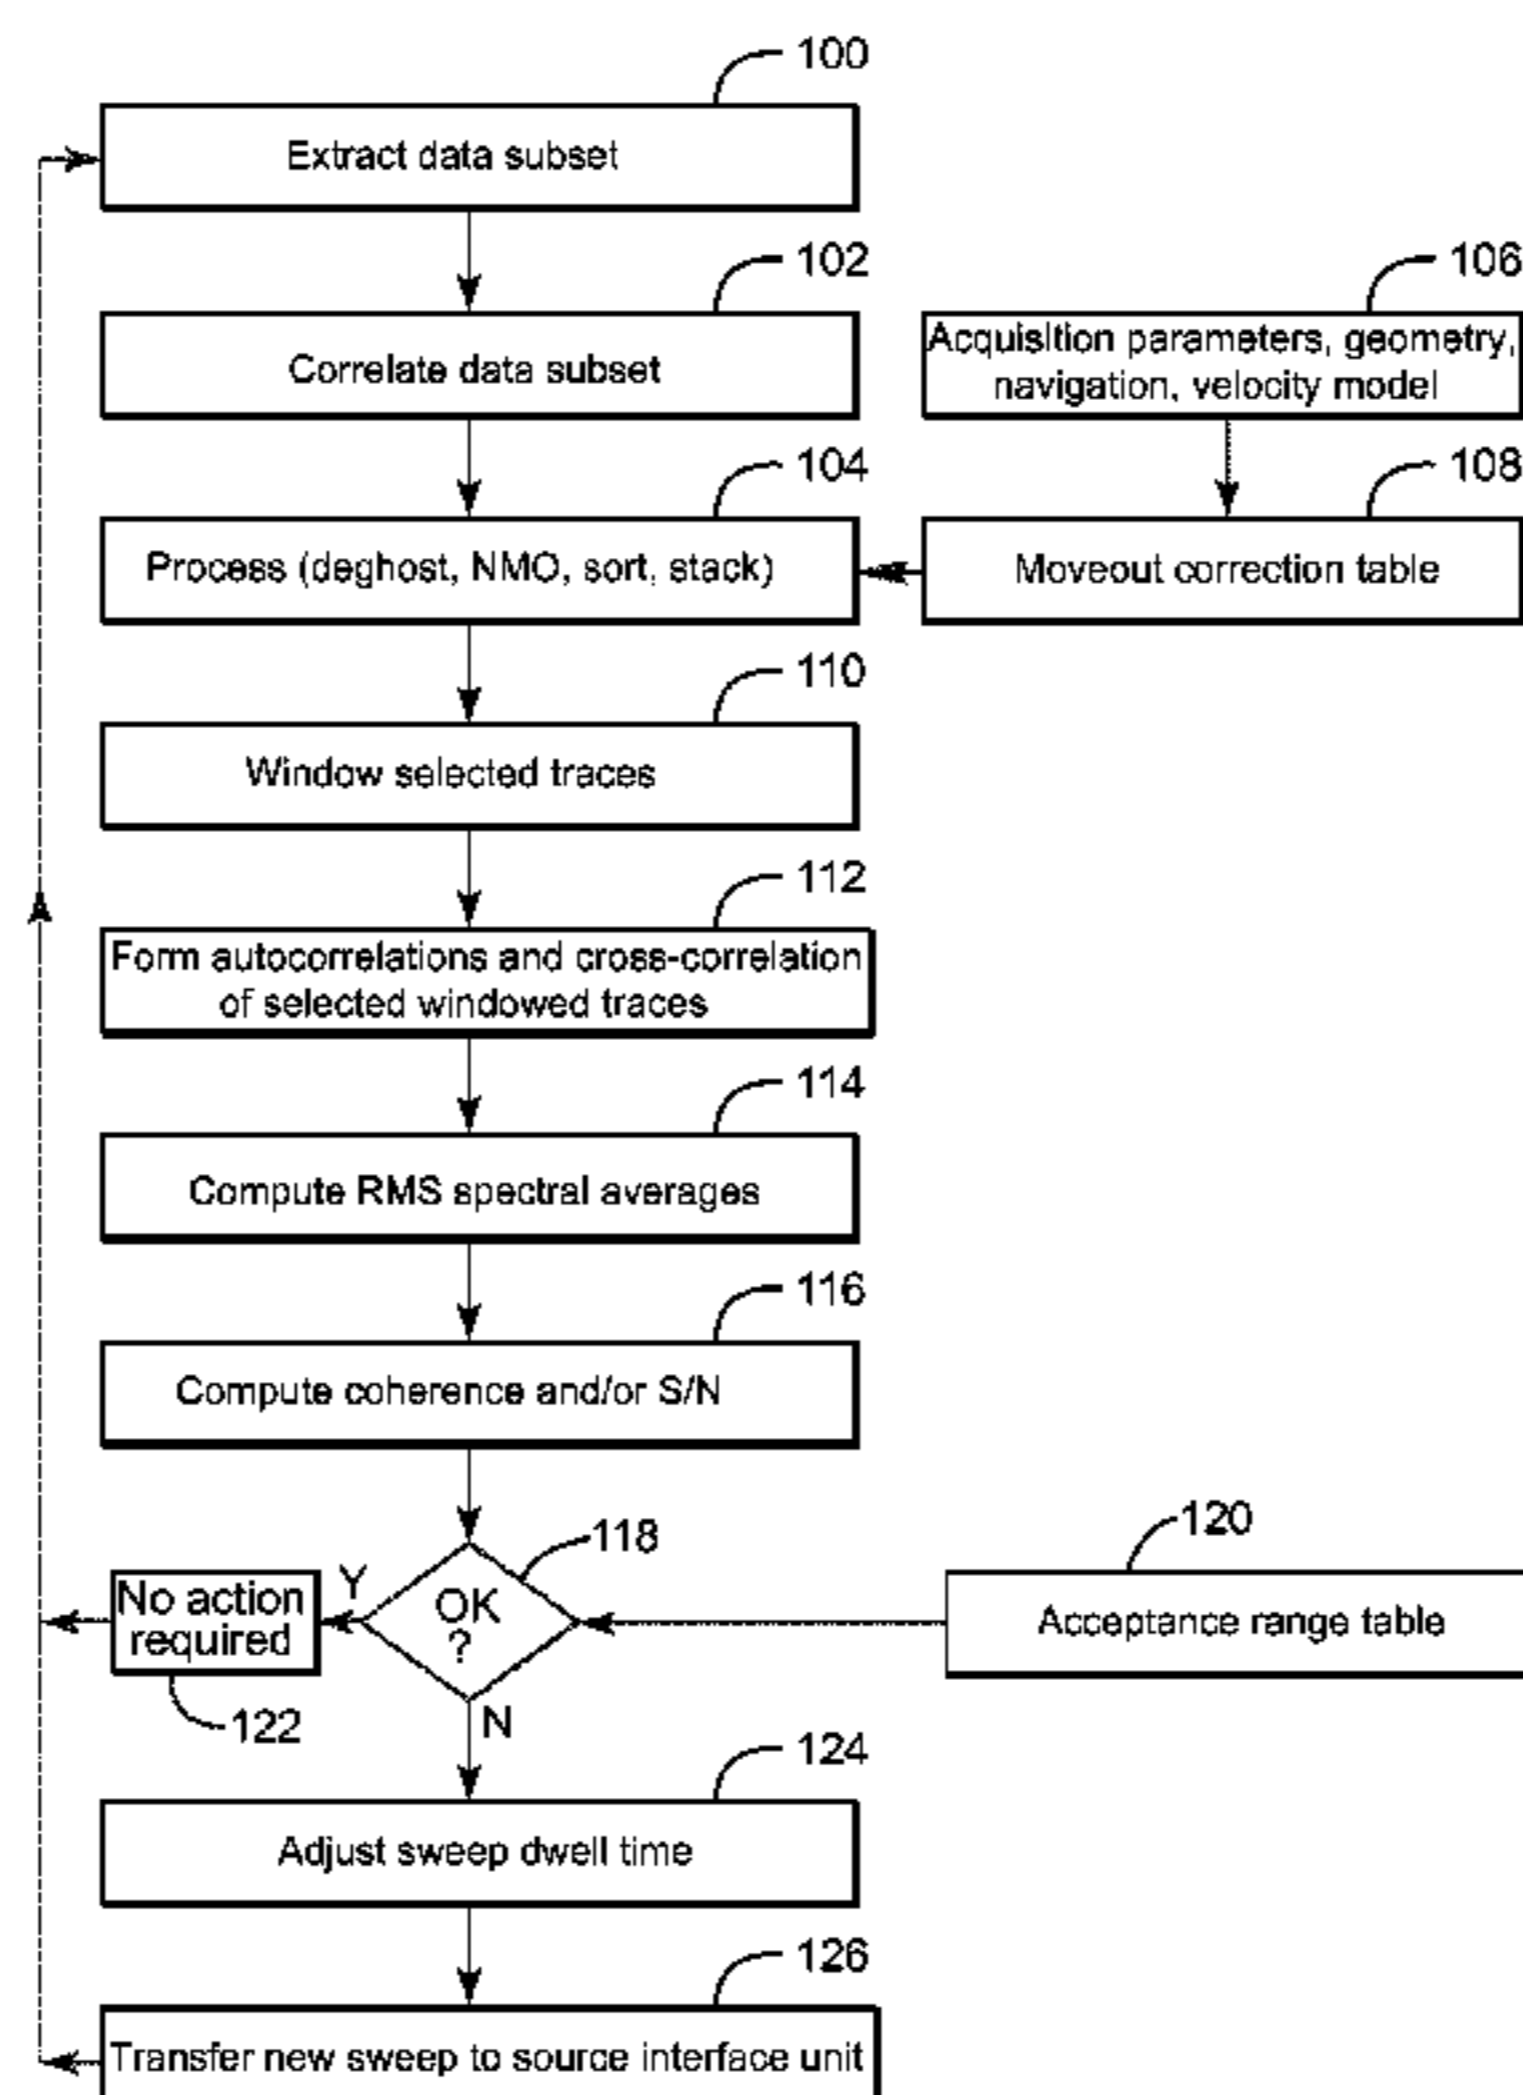 100
Extract data subset
102
Correlate data subset
106
Acquisition parameters, geometry,
navigation, velocity model
104
Process (deghost, NMO, sort, stack)
108
Moveout correction table
110
Window selected traces
112
Form autocorrelations and cross-correlation
of selected windowed traces
114
Compute RMS spectral averages
116
Compute coherence and/or S/N
118
OK
?
Y
N
120
Acceptance range table
No action
required
122
124
Adjust sweep dwell time
126
Transfer new sweep to source interface unit